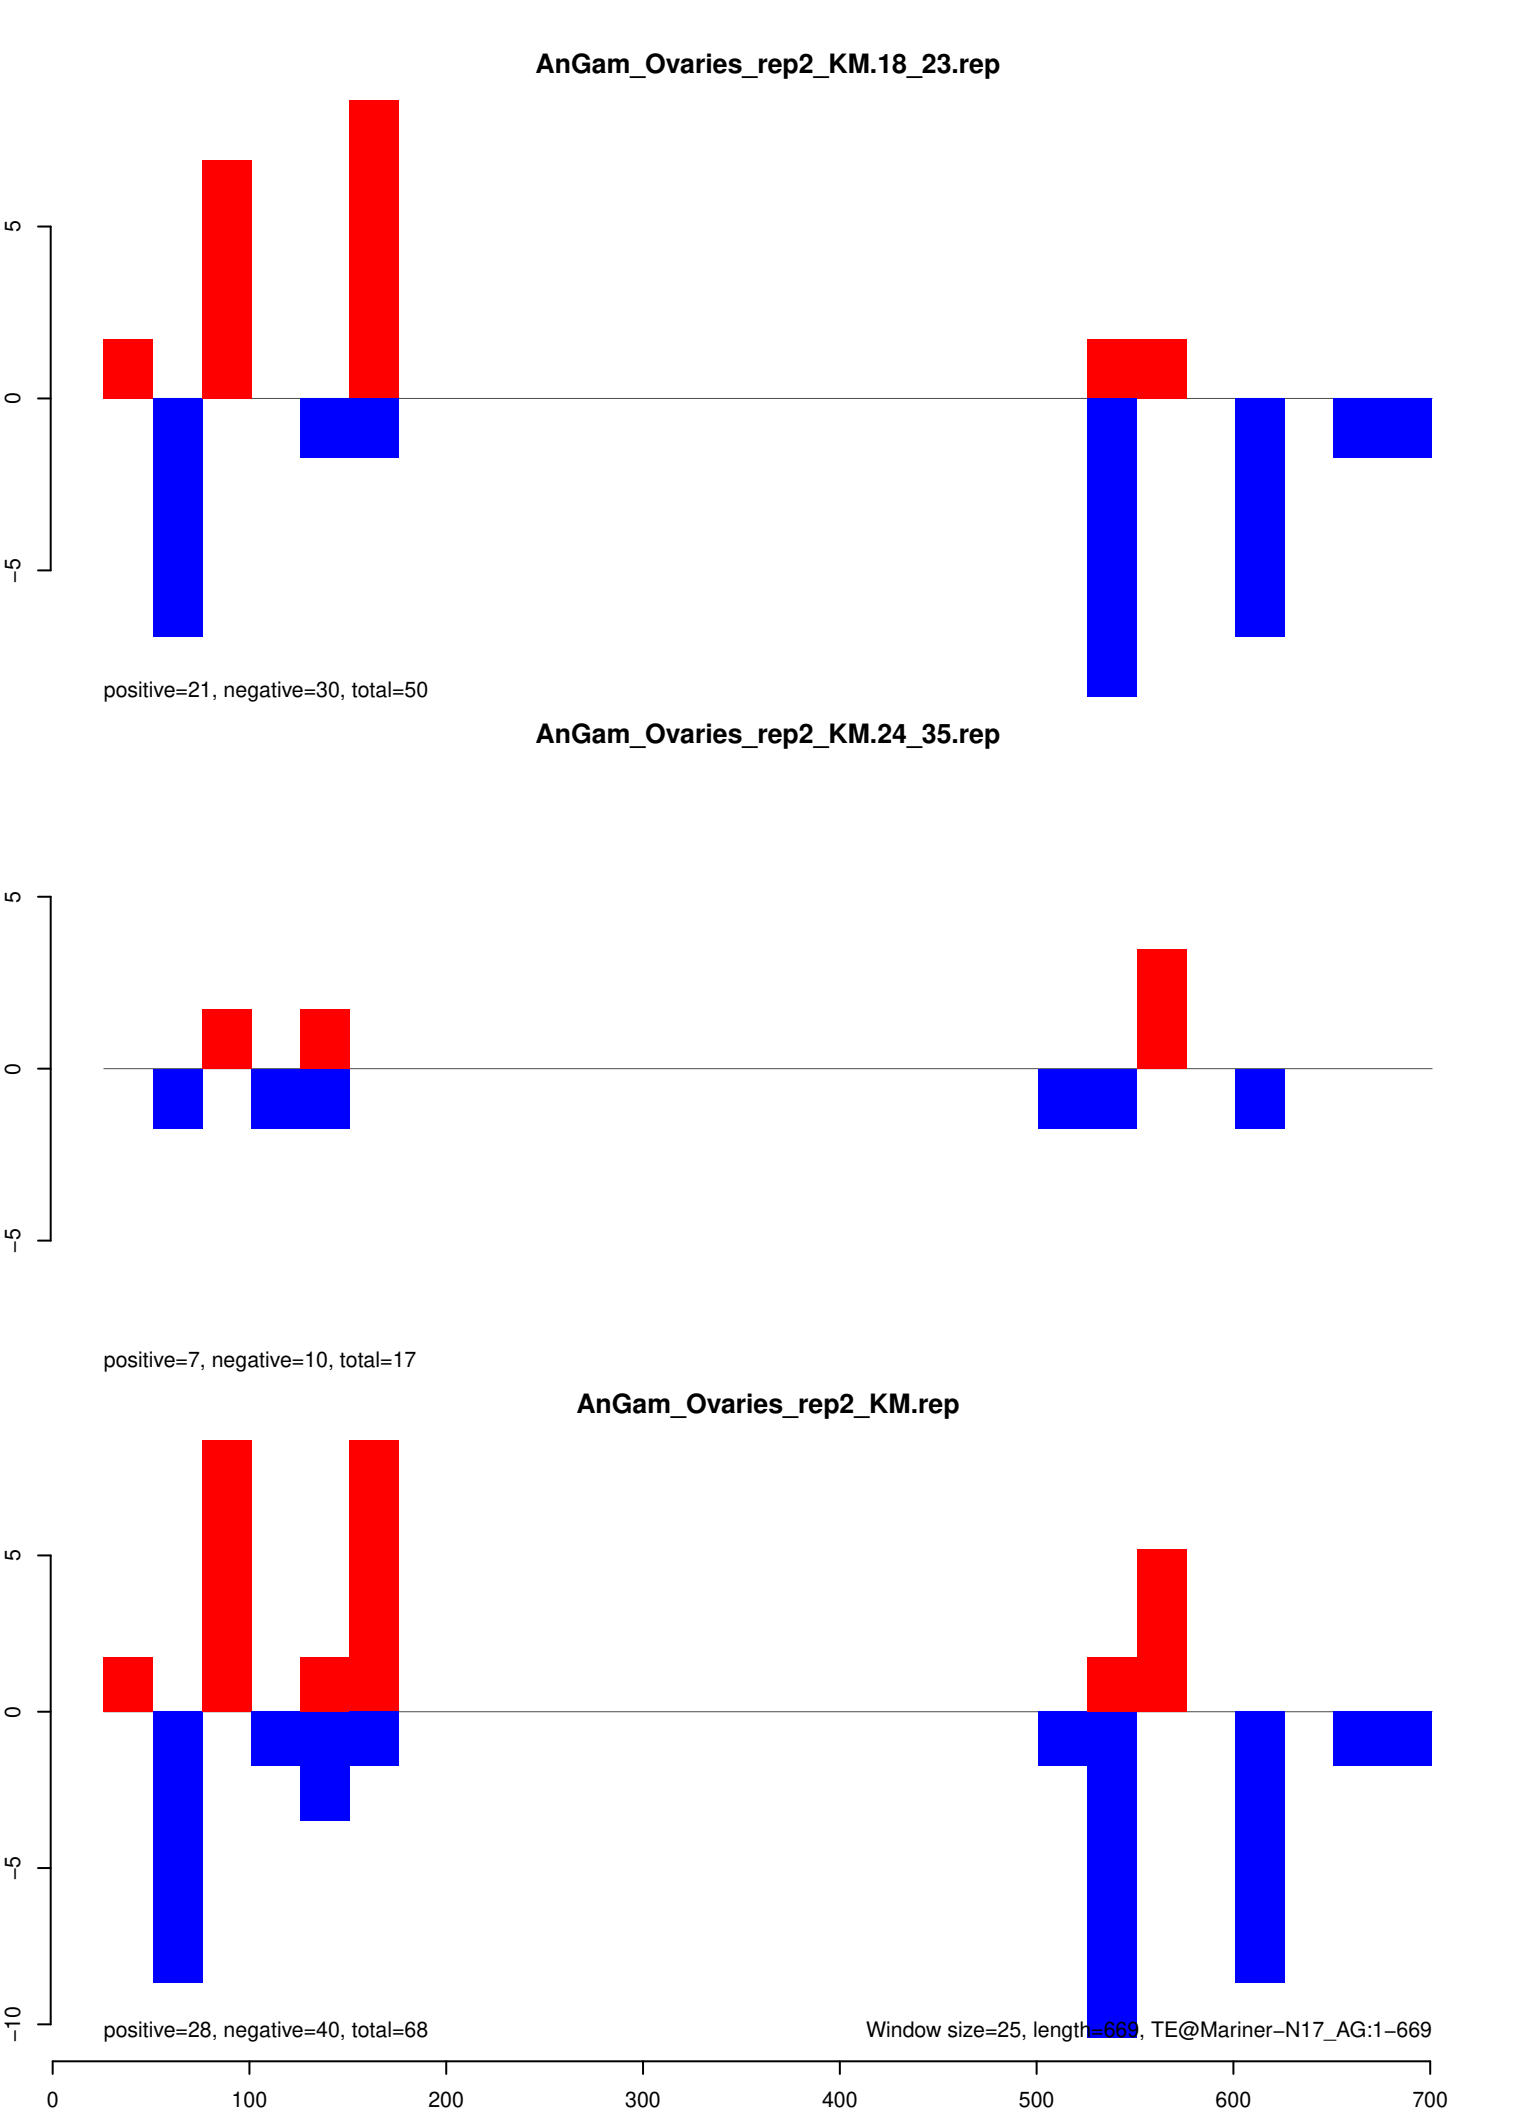 AnGam_Ovaries_rep2_KM.18_23.rep
5
0
−5
positive=21, negative=30, total=50
AnGam_Ovaries_rep2_KM.24_35.rep
5
0
−5
positive=7, negative=10, total=17
AnGam_Ovaries_rep2_KM.rep
5
0
−5
−10
positive=28, negative=40, total=68
Window size=25, length=669, TE@Mariner−N17_AG:1−669
0 100 200 300 400 500 600 700